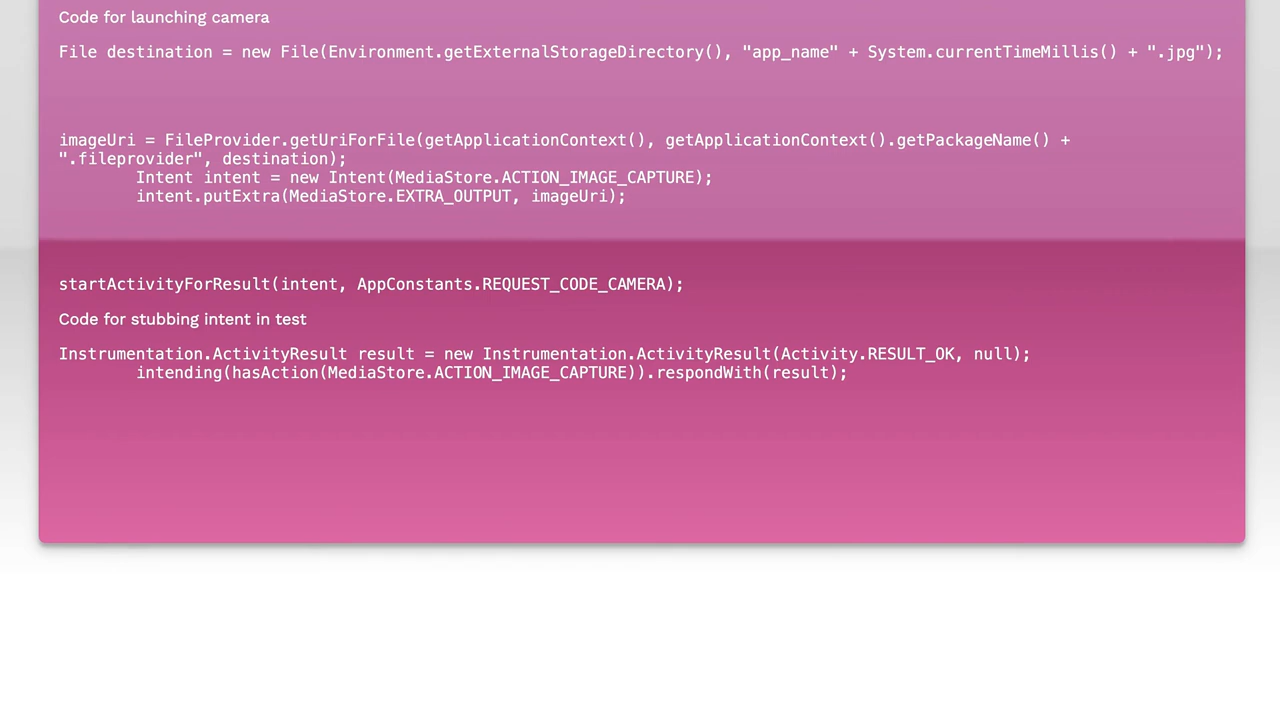 Code for launching camera
File destination = new File(Environment.getExternalStorageDirectory(), "app_name" + System.currentTimeMillis() + ".jpg");
imageUri = FileProvider.getUriForFile(getApplicationContext(), getApplicationContext().getPackageName() +
".fileprovider", destination);
Intent intent = new Intent(MediaStore.ACTION_IMAGE_CAPTURE);
intent.putExtra(MediaStore.EXTRA_OUTPUT, imageUri);
startActivityForResult(intent, AppConstants.REQUEST_CODE_CAMERA);
Code for stubbing intent in test
Instrumentation.ActivityResult result = new Instrumentation.ActivityResult(Activity.RESULT_OK, null);
intending(hasAction(MediaStore.ACTION_IMAGE_CAPTURE)).respondWith(result);